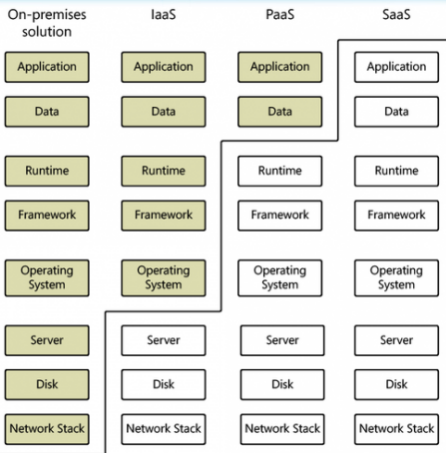 On-premises IaaS PaaS SaaS
solution
Application Application Application Application
Data Data Data Data
Runtime Runtime Runtime Runtime
Framework Framework Framework Framework
Operating Operating Operating Operating
System System System System
Server Server Server Server
Disk Disk Disk Disk
Network Stack Network Stack Network Stack Network Stack